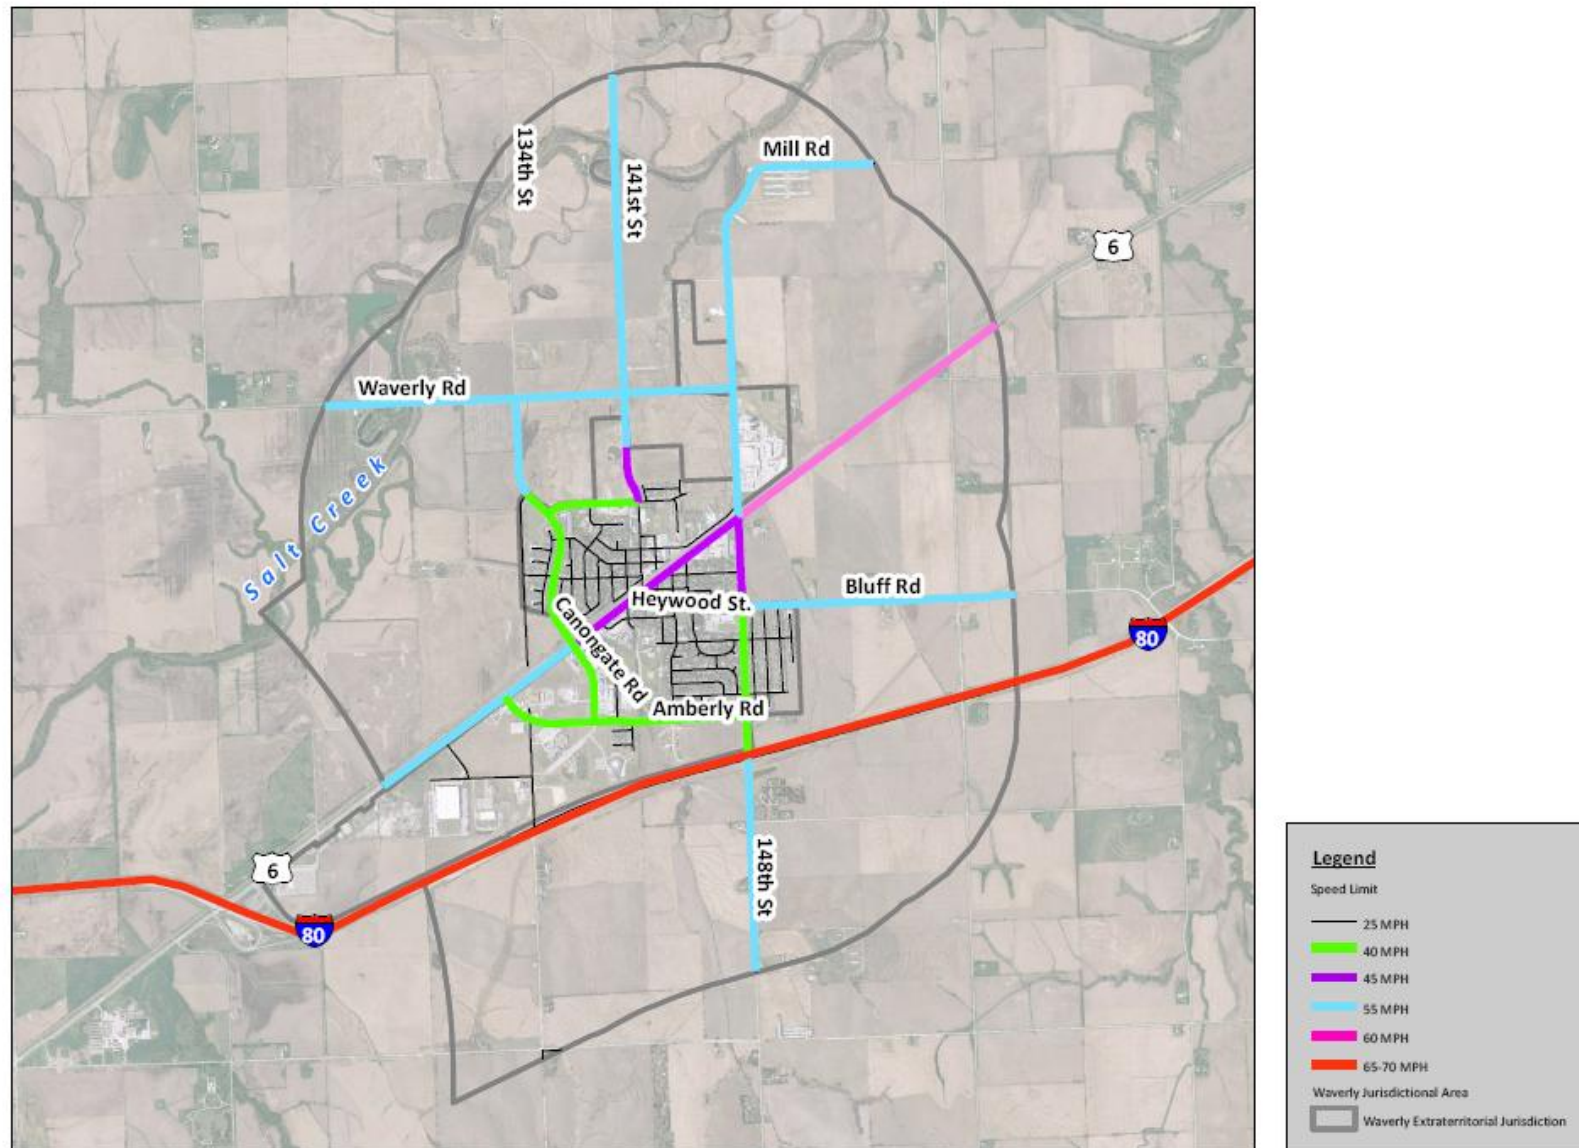 134th St
141st St
Mill Rd
6
Waverly Rd
Salt Creek
Bluff Rd
Heywood St.
Canongate Rd
80
Amberly Rd
148th St
6
80
Legend
Speed Limit
25 MPH
40 MPH
45 MPH
55 MPH
60 MPH
65-70 MPH
Waverly Jurisdictional Area
Waverly Extraterritorial Jurisdiction